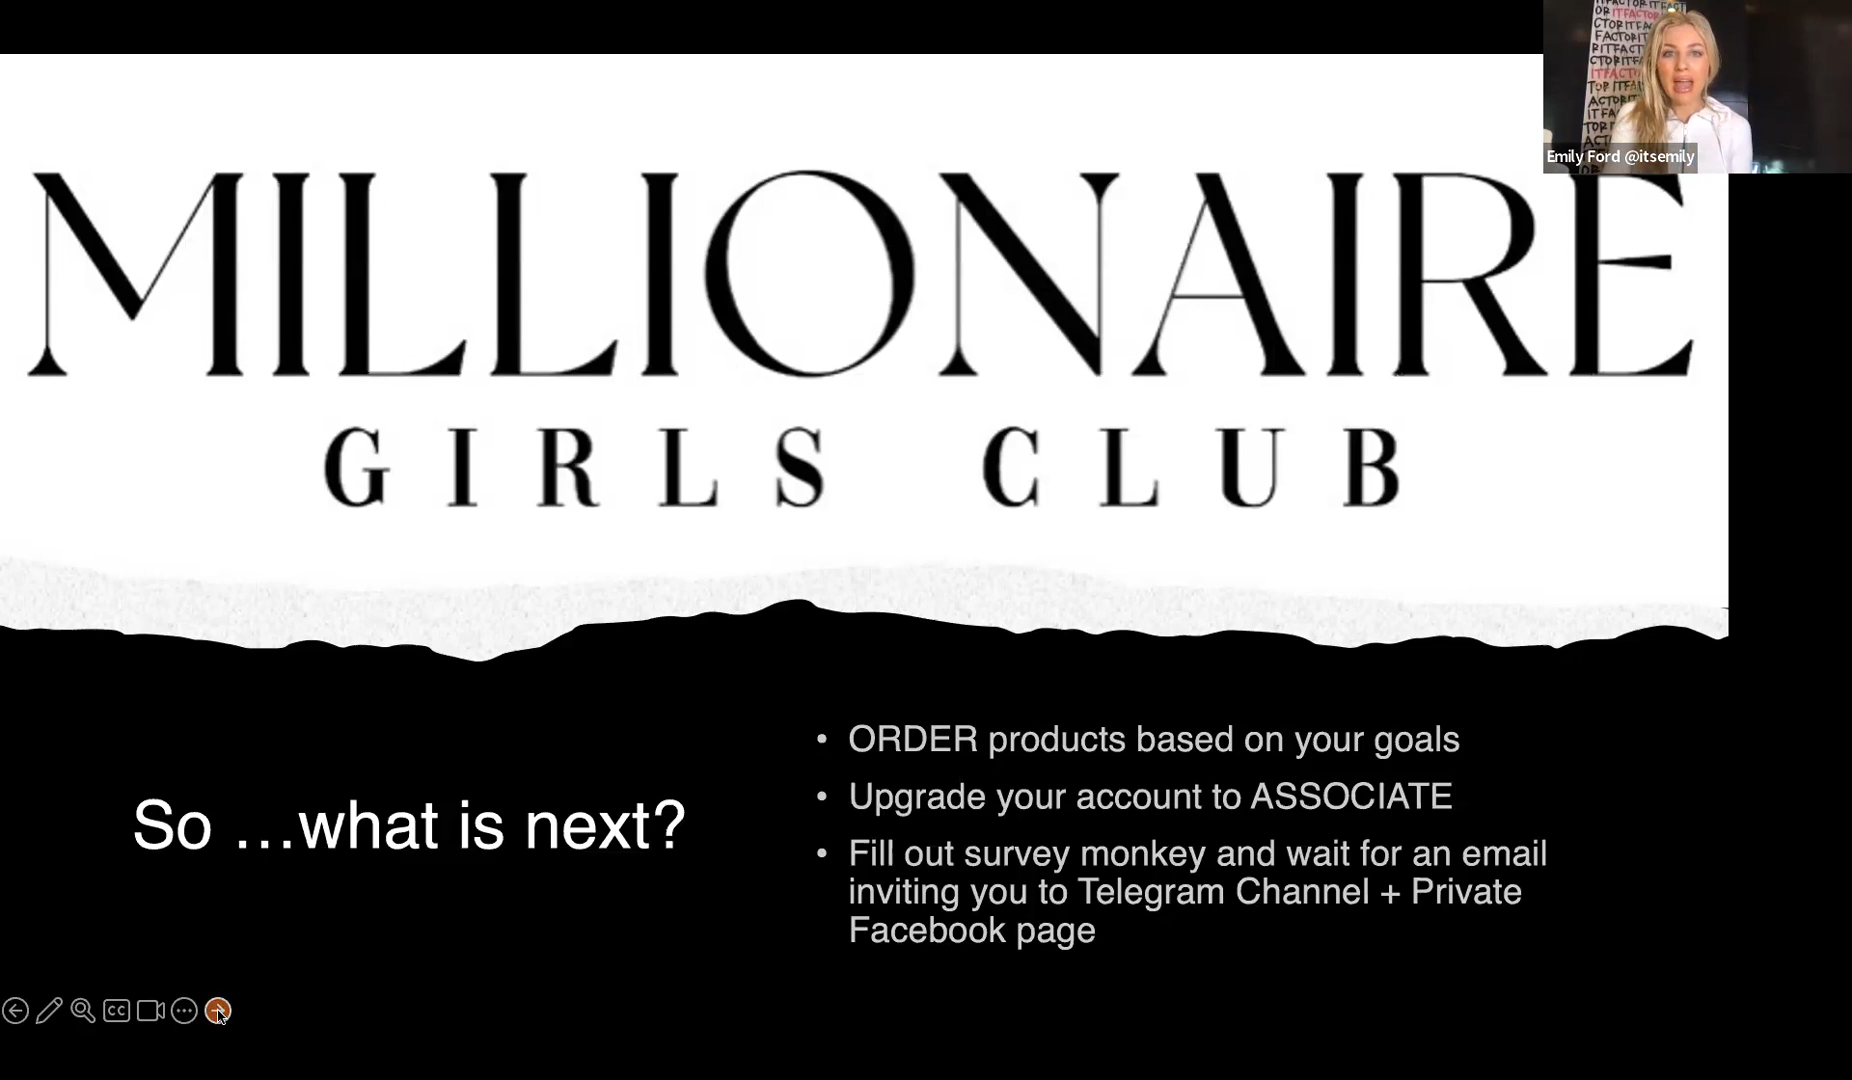 MILLIONAIRE
GIRLS CLUB
Emily Ford @itsemily
So ...what is next?
• ORDER products based on your goals
• Upgrade your account to ASSOCIATE
• Fill out survey monkey and wait for an email
inviting you to Telegram Channel + Private
Facebook page
CC